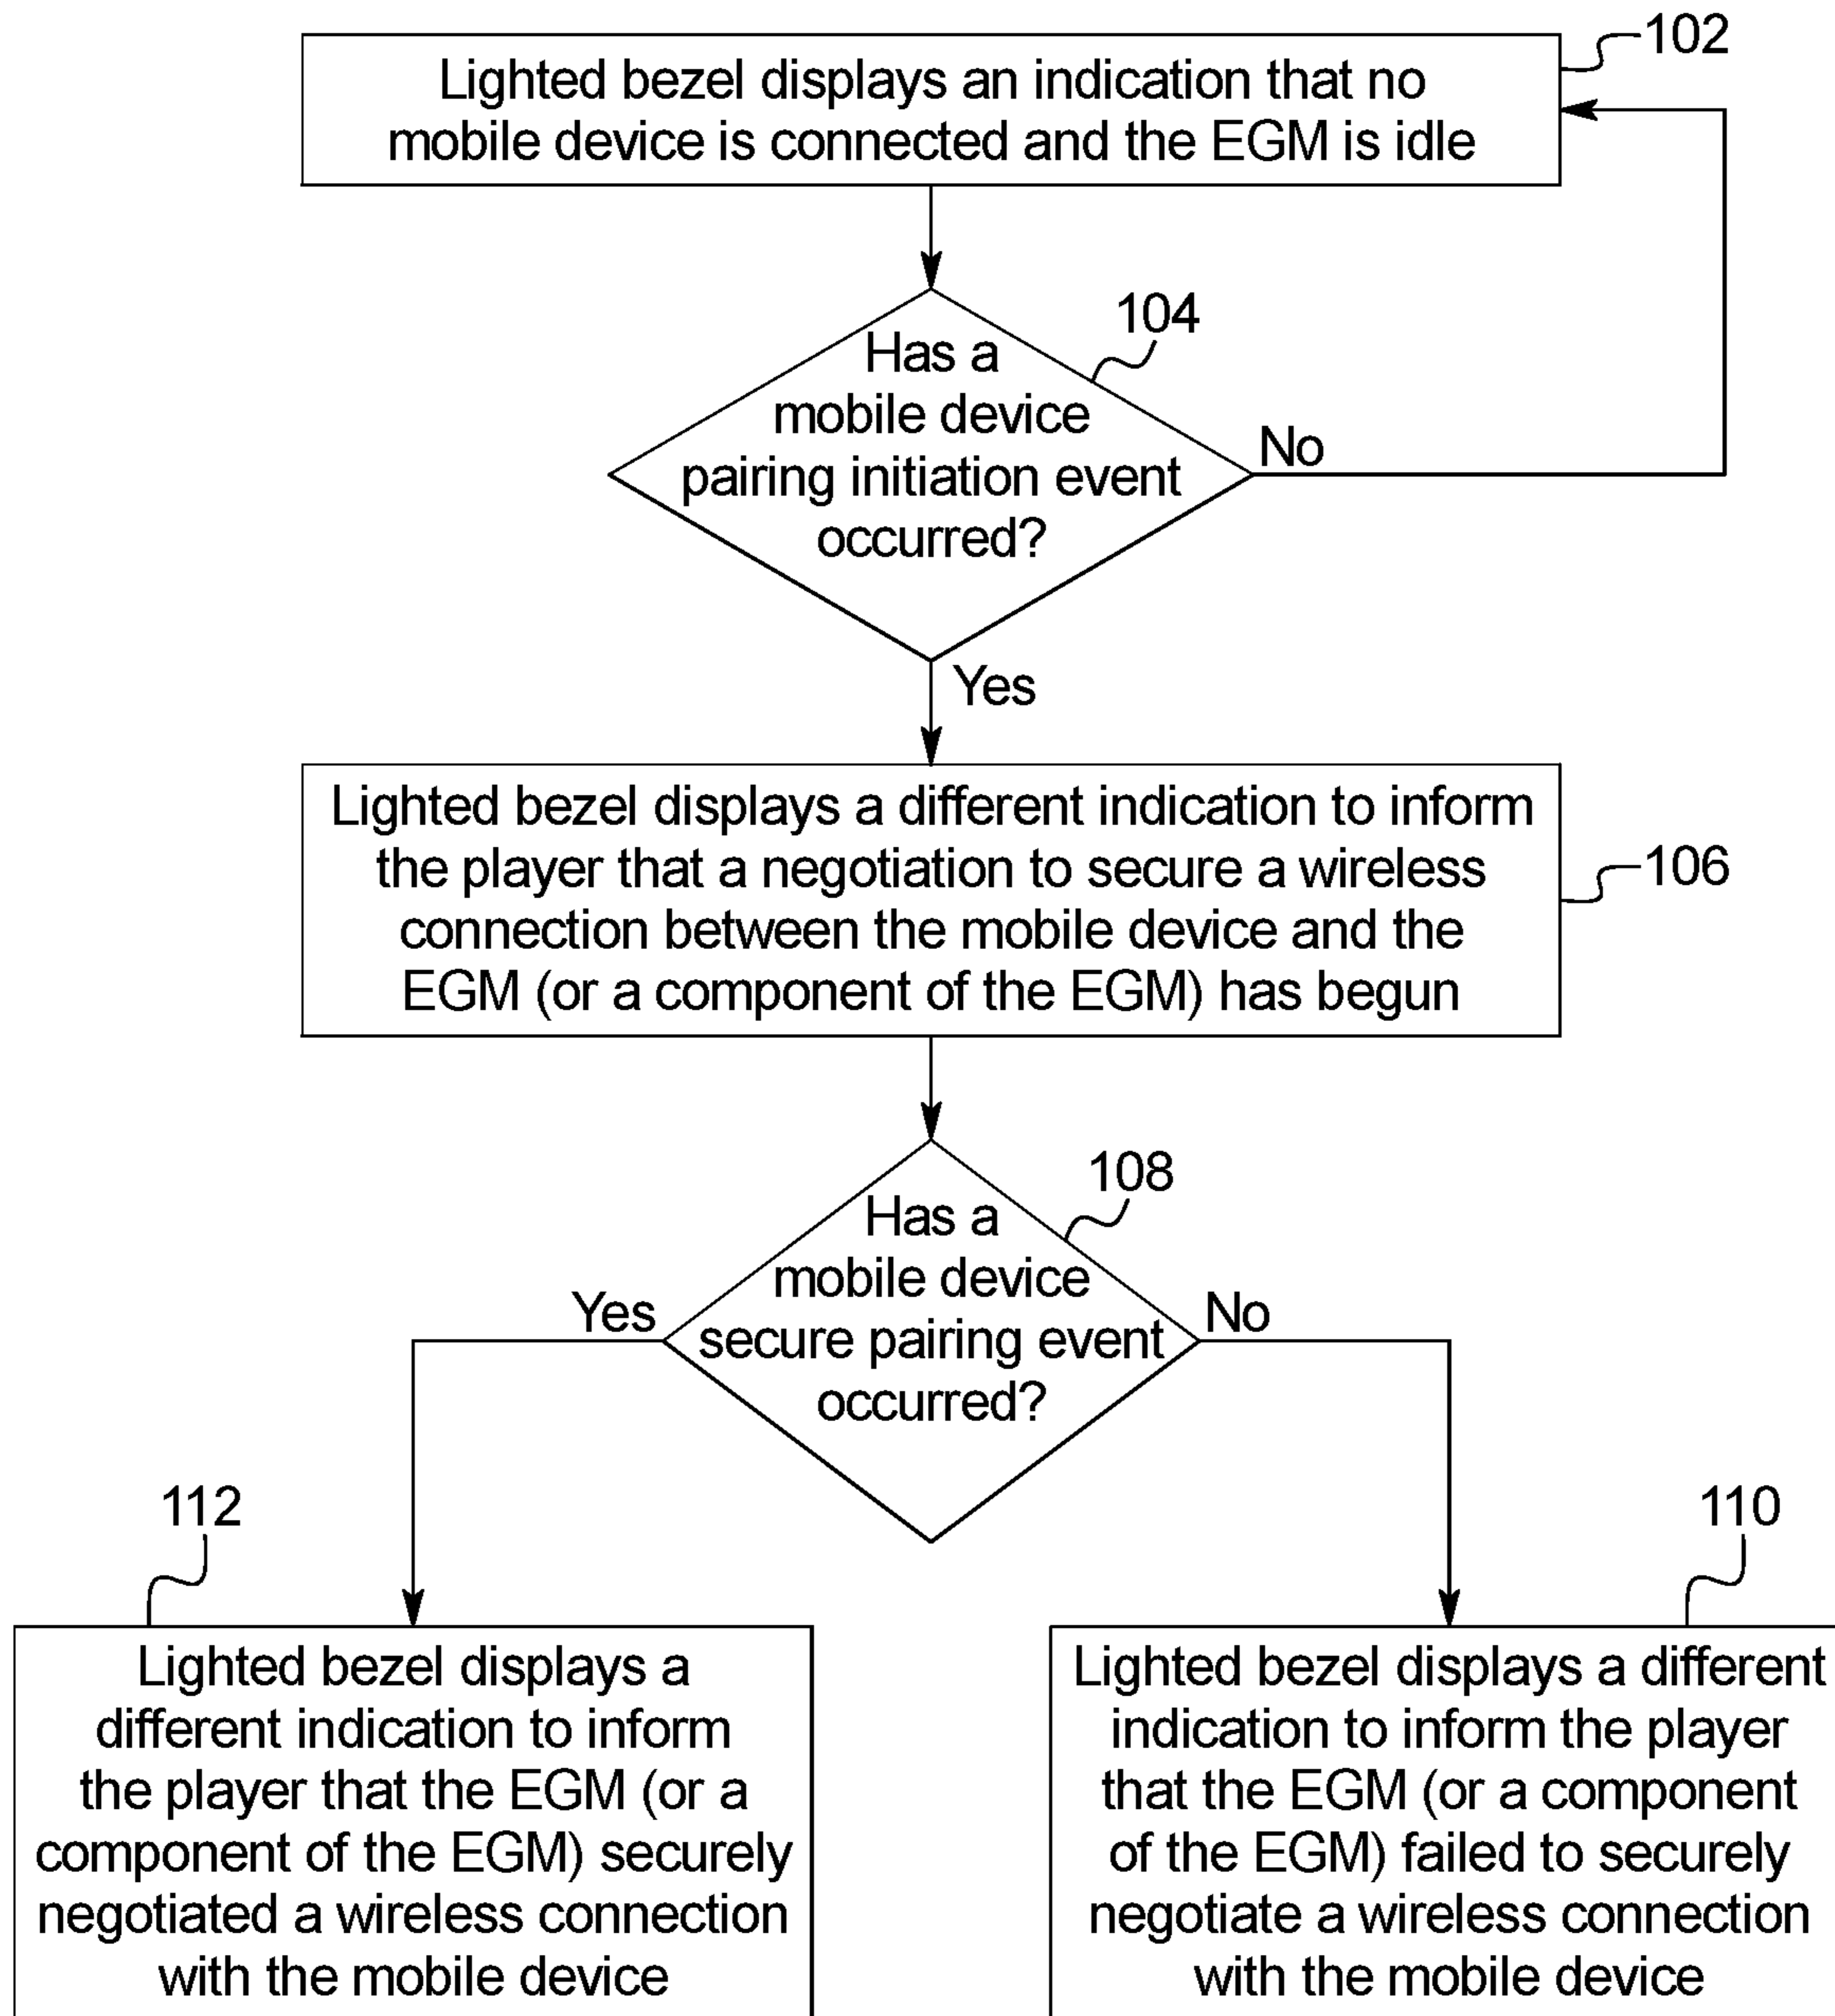 102
Lighted bezel displays an indication that no
mobile device is connected and the EGM is idle
104
Has a
mobile device
pairing initiation event
occurred?
No
Yes
Lighted bezel displays a different indication to inform
the player that a negotiation to secure a wireless
connection between the mobile device and the
EGM (or a component of the EGM) has begun
106
108
Has a
mobile device
secure pairing event
occurred?
Yes
No
112
110
Lighted bezel displays a
different indication to inform
the player that the EGM (or a
component of the EGM) securely
negotiated a wireless connection
with the mobile device
Lighted bezel displays a different
indication to inform the player
that the EGM (or a component
of the EGM) failed to securely
negotiate a wireless connection
with the mobile device